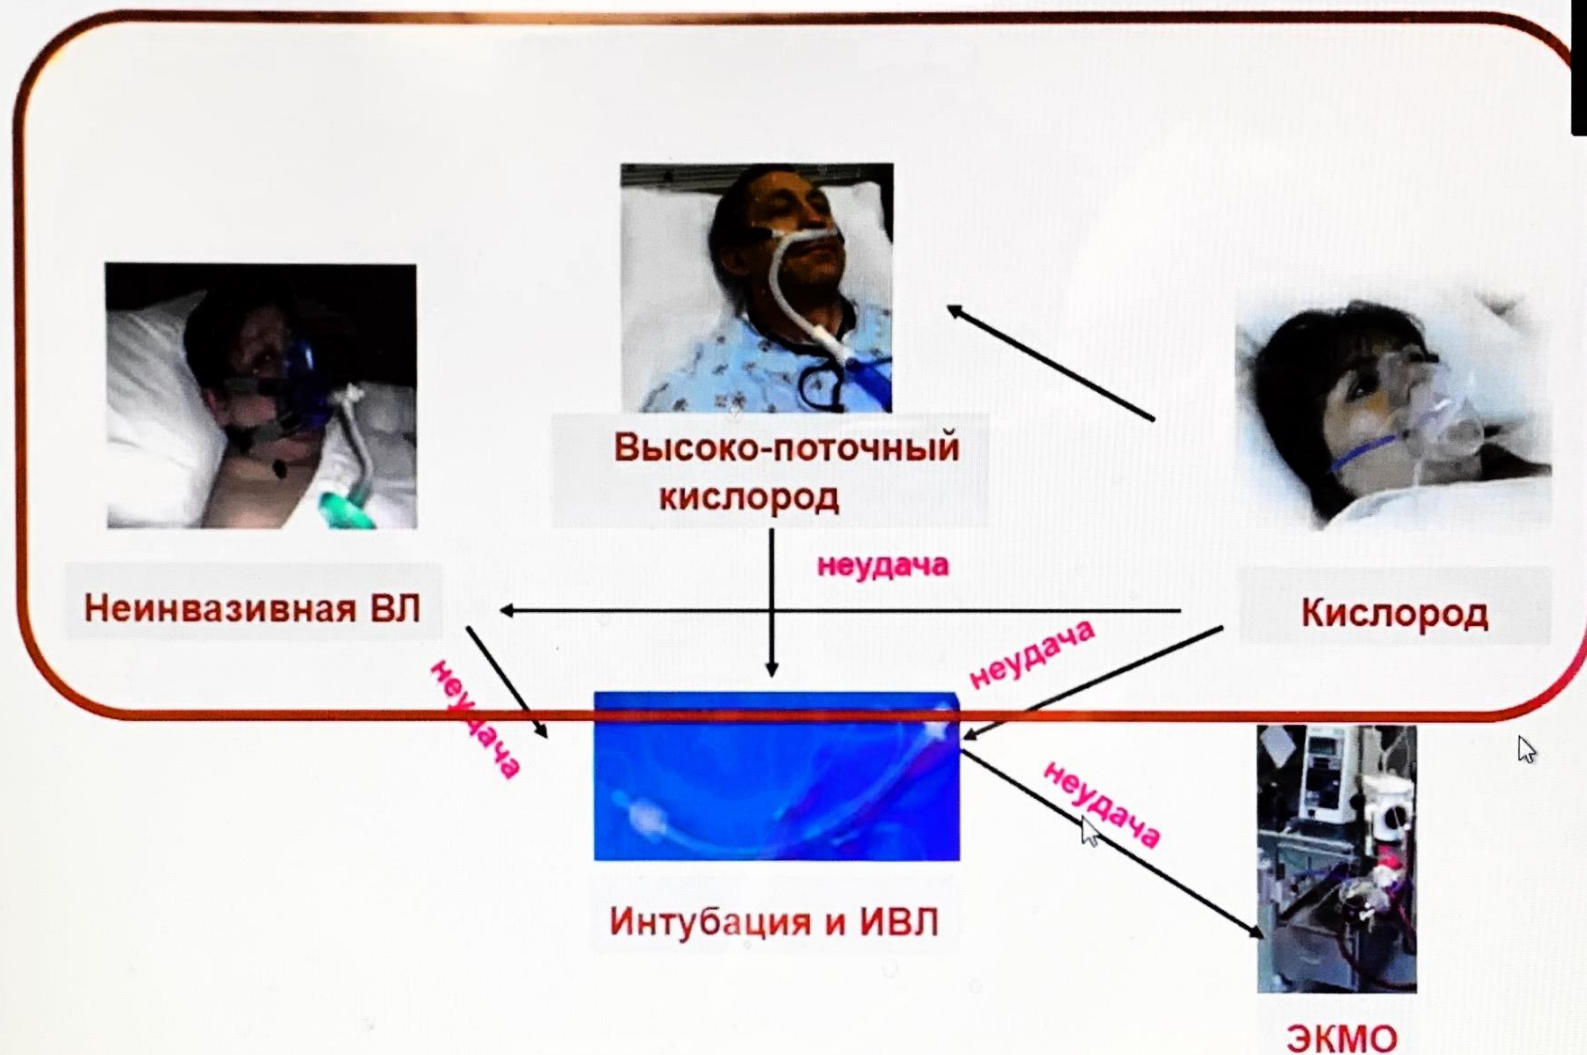 Высоко-поточный
кислород
неудача
Неинвазивная ВЛ
Кислород
неудача
неудача
неудача
Интубация и ИВЛ
ЭКМО